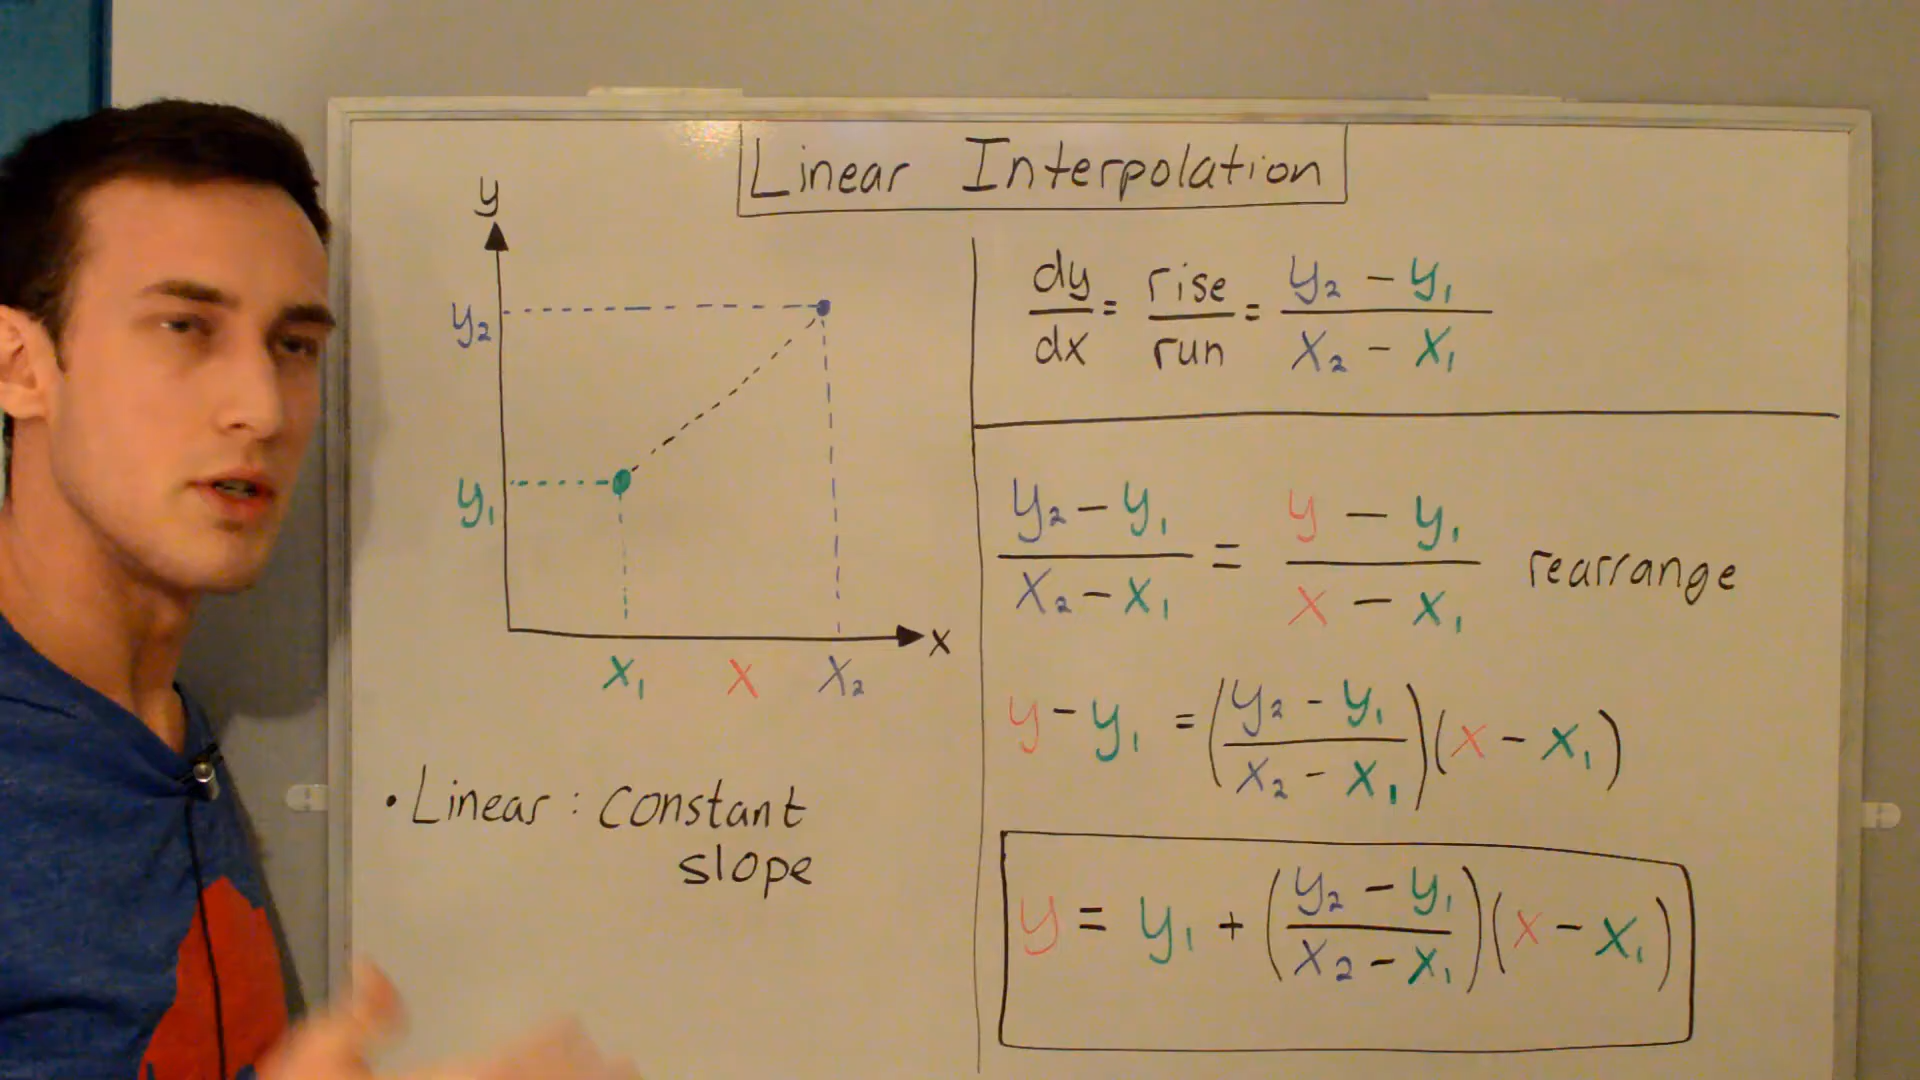 Linear Interpolation
y
y₂
y₁
x₁ x x₂
x
• Linear : constant
slope
dy/dx = rise/run = (y₂ - y₁)/(x₂ - x₁)
(y₂ - y₁)/(x₂ - x₁) = (y - y₁)/(x - x₁) rearrange
y - y₁ = ((y₂ - y₁)/(x₂ - x₁))(x - x₁)
y = y₁ + ((y₂ - y₁)/(x₂ - x₁))(x - x₁)